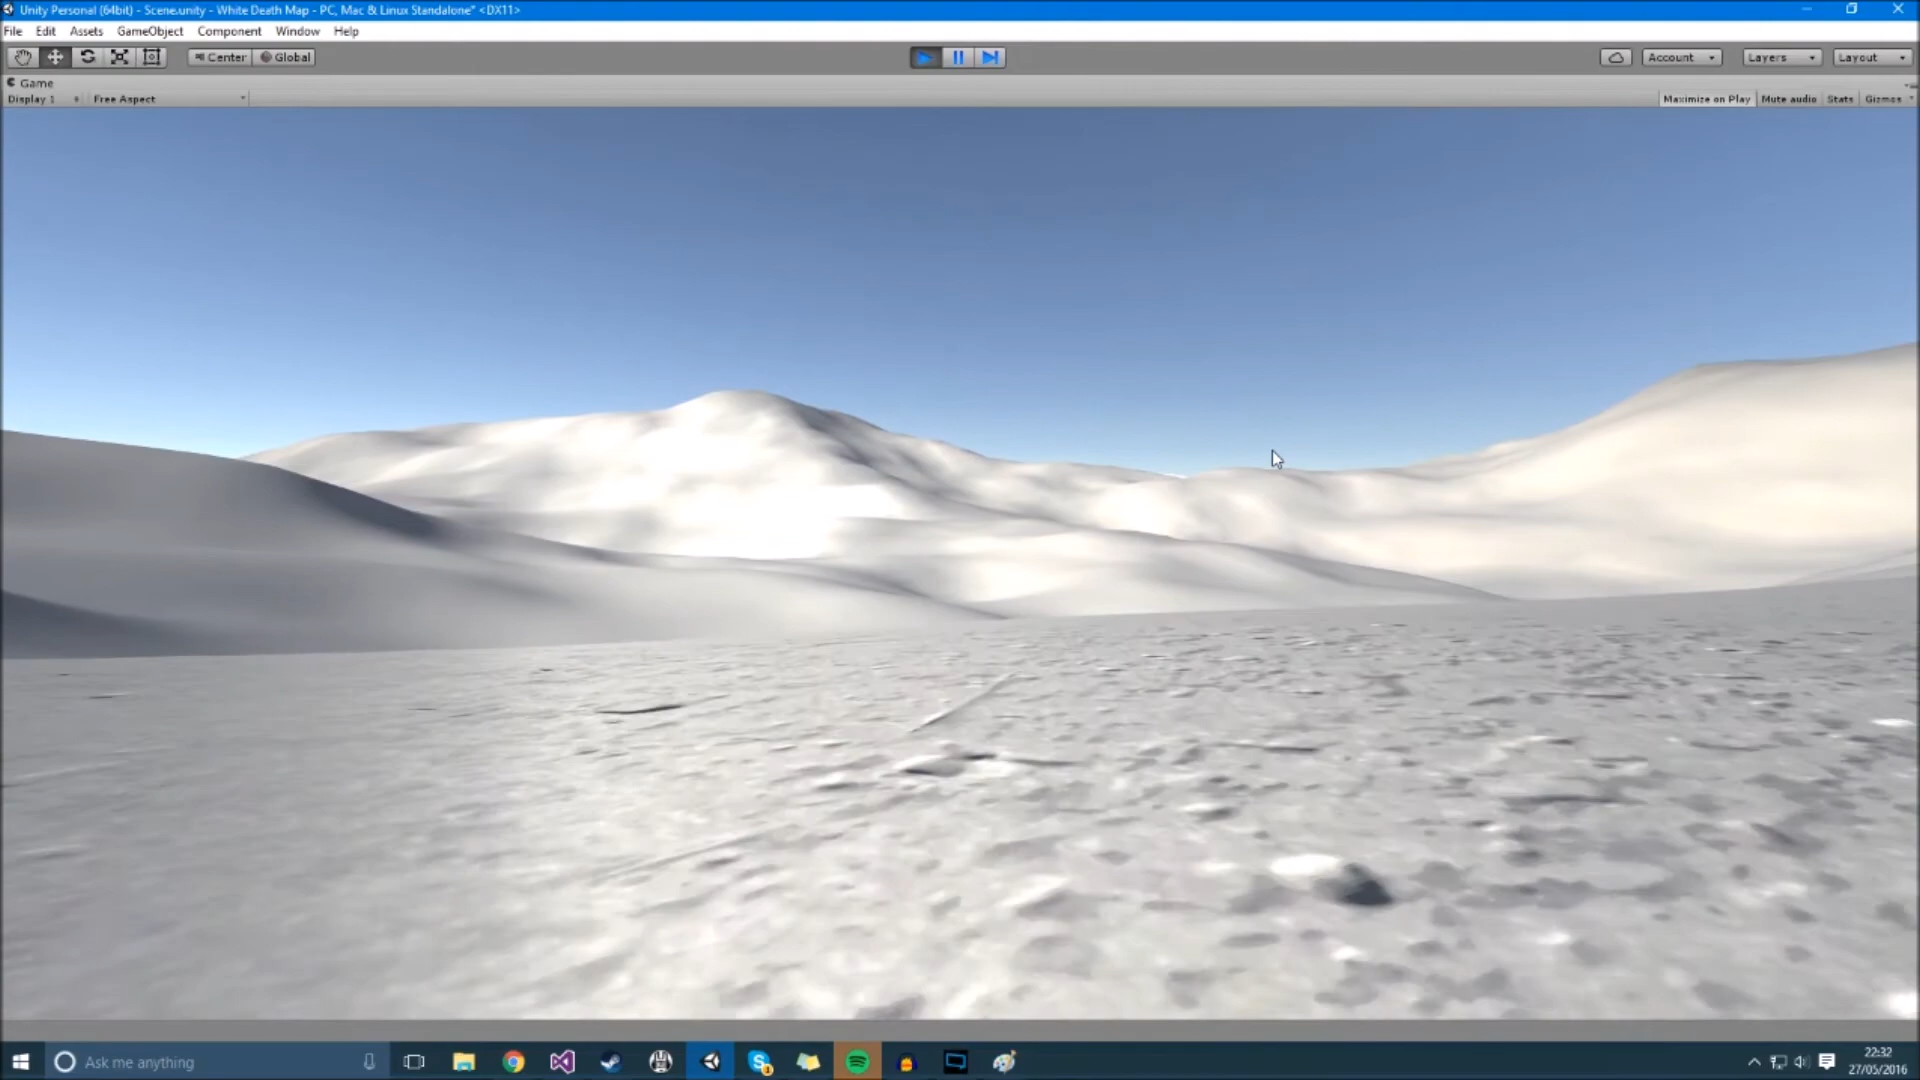 Unity Personal (64bit) - Scene.unity - White Death Map - PC, Mac & Linux Standalone* <DX11>
File Edit Assets GameObject Component Window Help
Center Global Account Layers Layout
Game
Display 1 Free Aspect Maximize on Play Mute audio Stats Gizmos
Ask me anything
22:32
27/05/2016